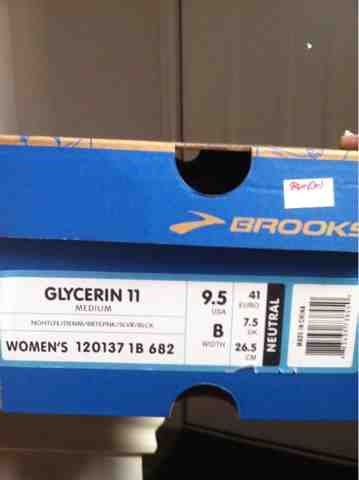 BROOKS
GLYCERIN 11
MEDIUM
WOMEN'S 120137 1B 682
9.5
USA
B
WIDTH
41
EURO
7.5
UK
26.5
CM
NEUTRAL
MADE IN CHINA